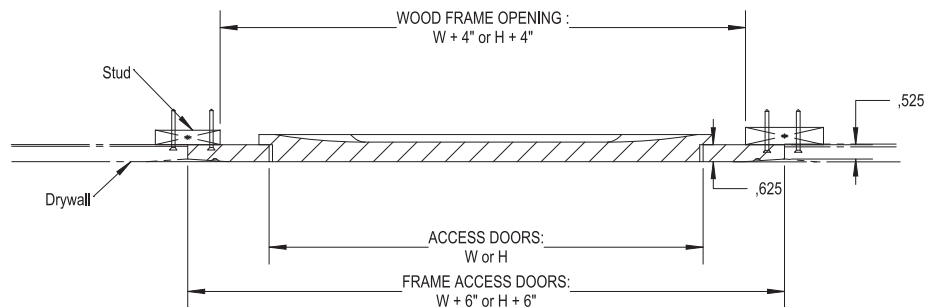 WOOD FRAME OPENING :
W + 4" or H + 4"
Stud
,525
Drywall
,625
ACCESS DOORS:
W or H
FRAME ACCESS DOORS:
W + 6" or H + 6"